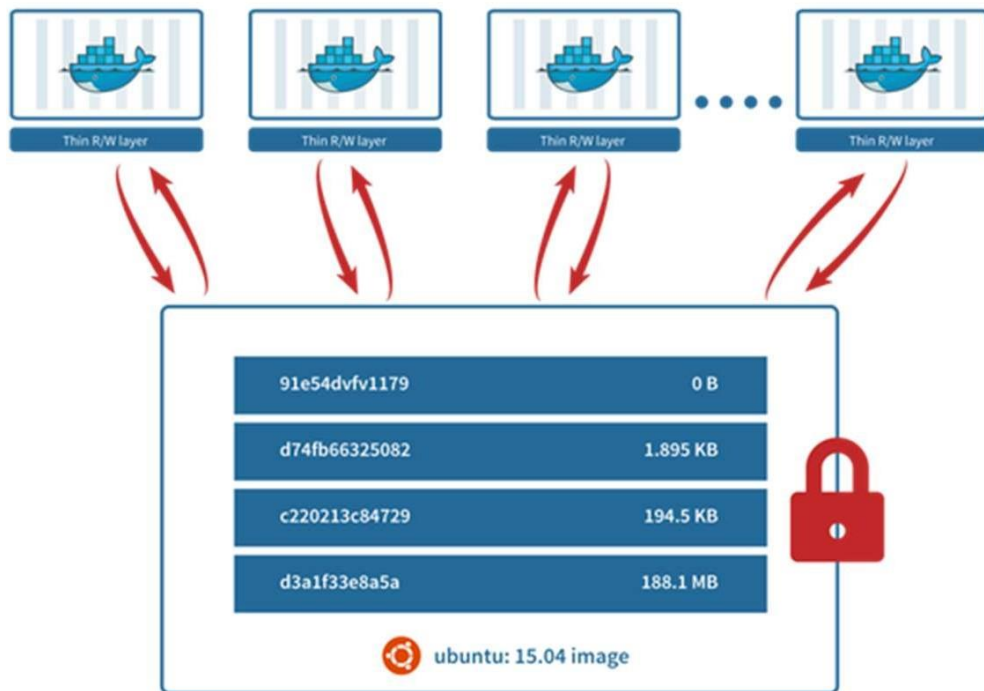 Thin R/W layer
Thin R/W layer
Thin R/W layer
Thin R/W layer
91e54dvfv1179 0 B
d74fb66325082 1.895 KB
c220213c84729 194.5 KB
d3a1f33e8a5a 188.1 MB
ubuntu: 15.04 image